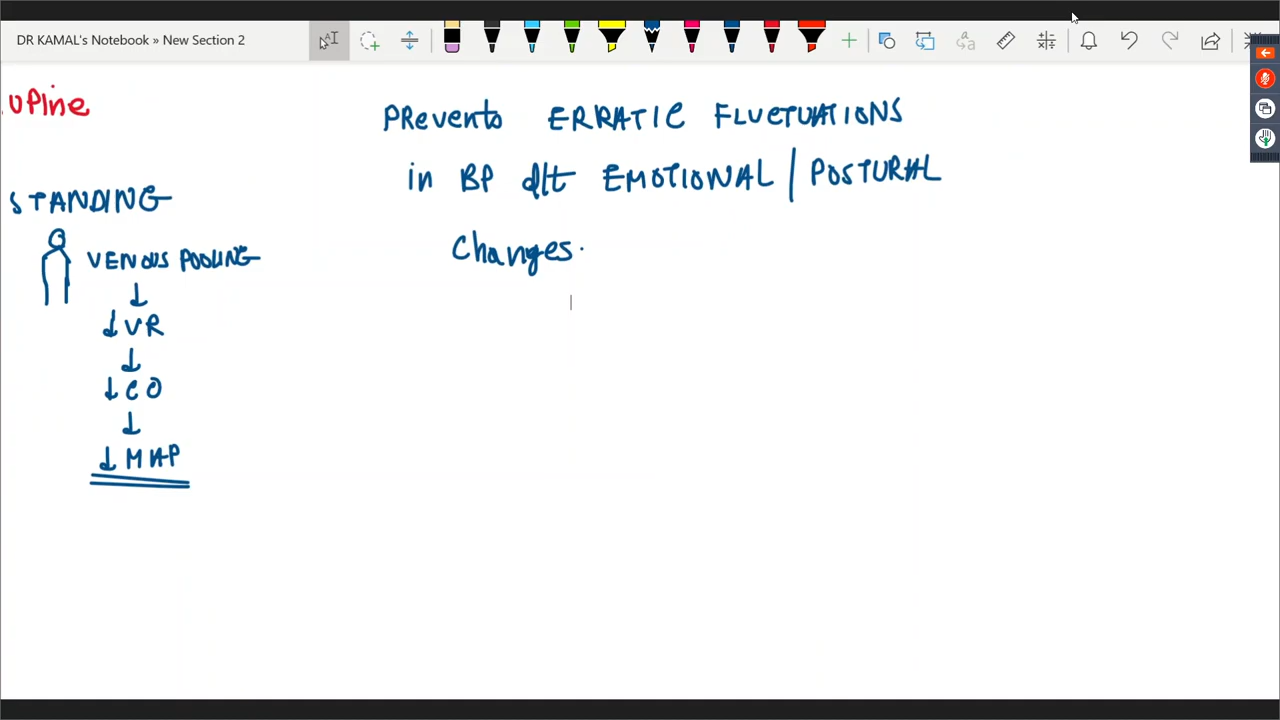 DR KAMAL's Notebook » New Section 2
upine
STANDING
VENOUS POOLING
↓
↓ VR
↓
↓ CO
↓
↓ MAP
Prevents ERRATIC FLUCTUATIONS
in BP d/t EMOTIONAL / POSTURAL
Changes.